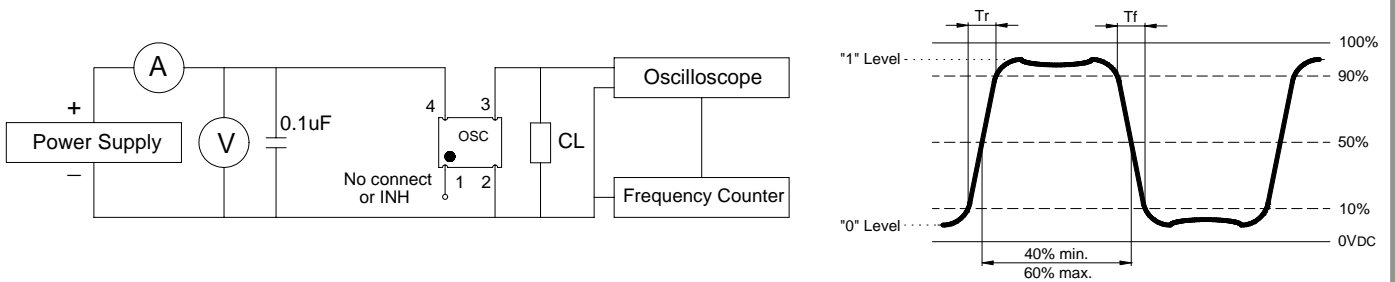 A
+
Power Supply
–
V
0.1uF
4
3
OSC
1
2
No connect
or INH
CL
Oscilloscope
Frequency Counter
Tr
Tf
100%
"1" Level
90%
50%
10%
"0" Level
0VDC
40% min.
60% max.